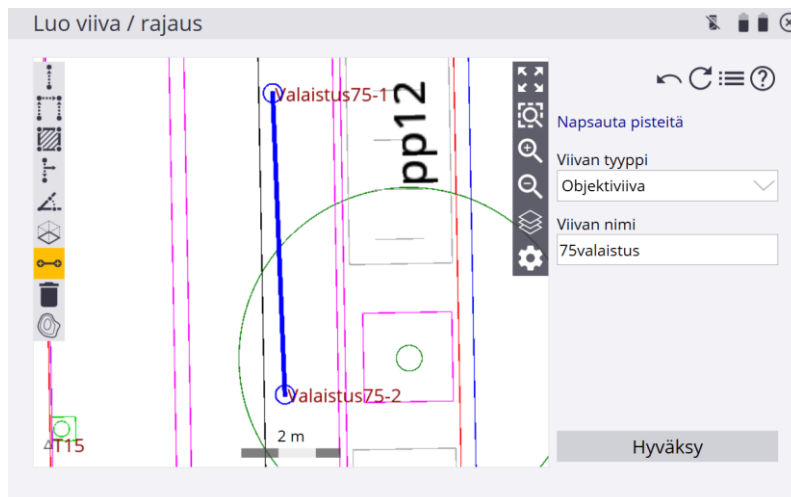 Luo viiva / rajaus
Valaistus75-1
pp12
Valaistus75-2
2 m
T15
Napsauta pisteitä
Viivan tyyppi
Objektiviiva
Viivan nimi
75valaistus
Hyväksy